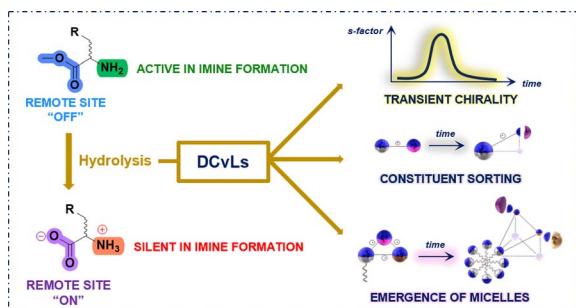 R
O
O
NH₂
ACTIVE IN IMINE FORMATION
REMOTE SITE
"OFF"
Hydrolysis
DCvLs
R
⊖
O
O
⊕
NH₃
SILENT IN IMINE FORMATION
REMOTE SITE
"ON"
s-factor
time
TRANSIENT CHIRALITY
time
CONSTITUENT SORTING
time
EMERGENCE OF MICELLES